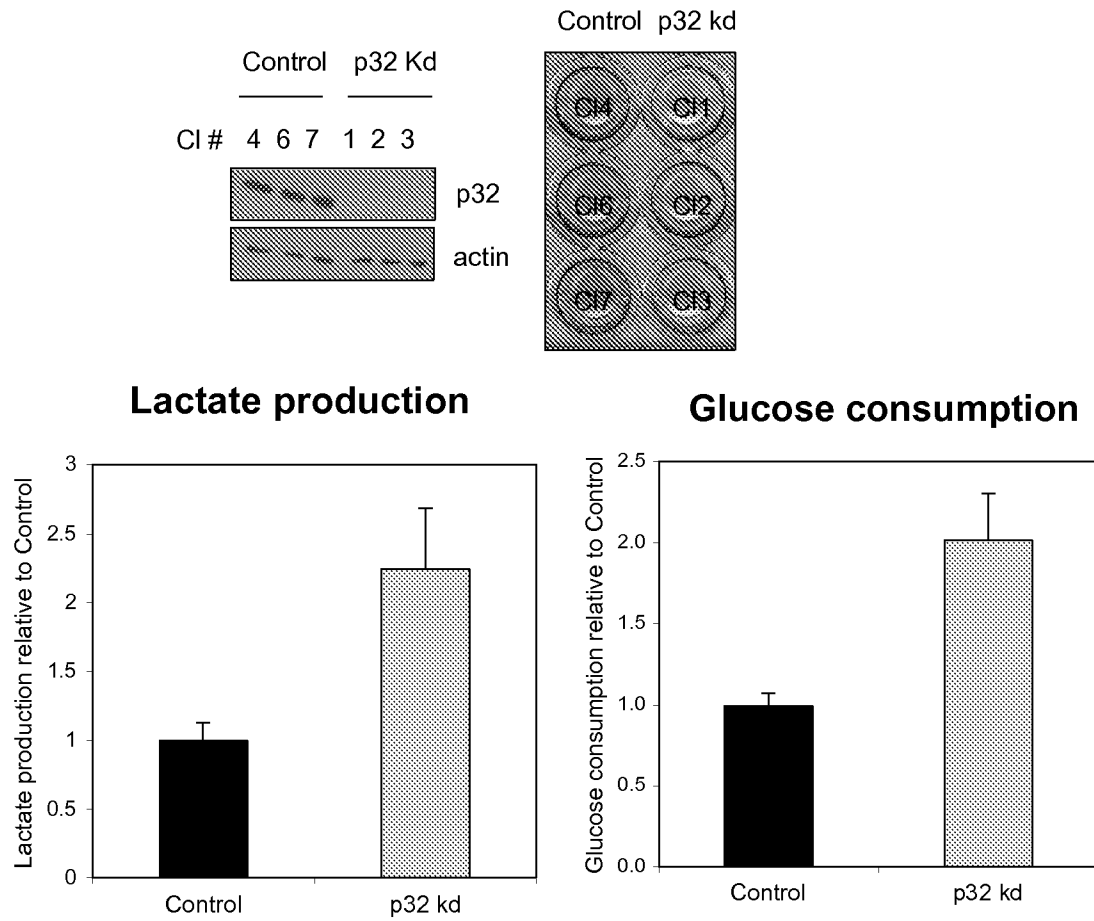 Control p32 Kd
Cl # 4 6 7 1 2 3
p32
actin
Control p32 kd
Cl4 Cl1
Cl6 Cl2
Cl7 Cl3
Lactate production
Lactate production relative to Control
3
2.5
2
1.5
1
0.5
0
Control p32 kd
Glucose consumption
Glucose consumption relative to Control
2.5
2.0
1.5
1.0
0.5
0.0
Control p32 kd